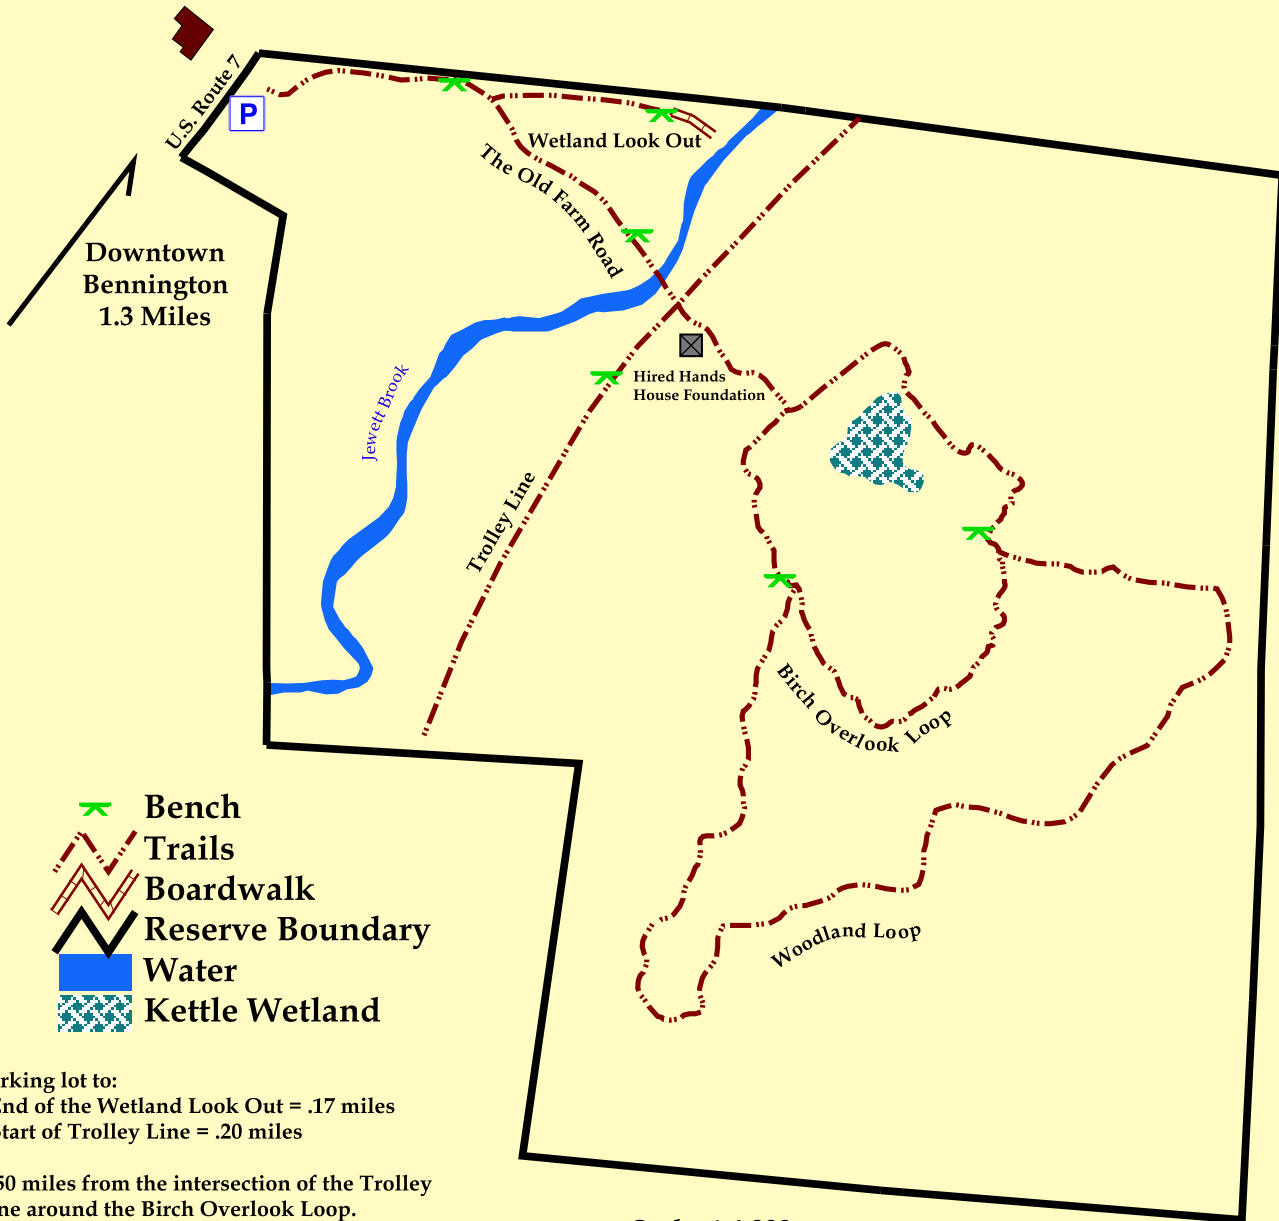 U.S. Route 7
P
Wetland Look Out
The Old Farm Road
Downtown
Bennington
1.3 Miles
Jewett Brook
Hired Hands
House Foundation
Trolley Line
Birch Overlook Loop
Woodland Loop
Bench
Trails
Boardwalk
Reserve Boundary
Water
Kettle Wetland
rking lot to:
End of the Wetland Look Out = .17 miles
Start of Trolley Line = .20 miles
50 miles from the intersection of the Trolley
ne around the Birch Overlook Loop.